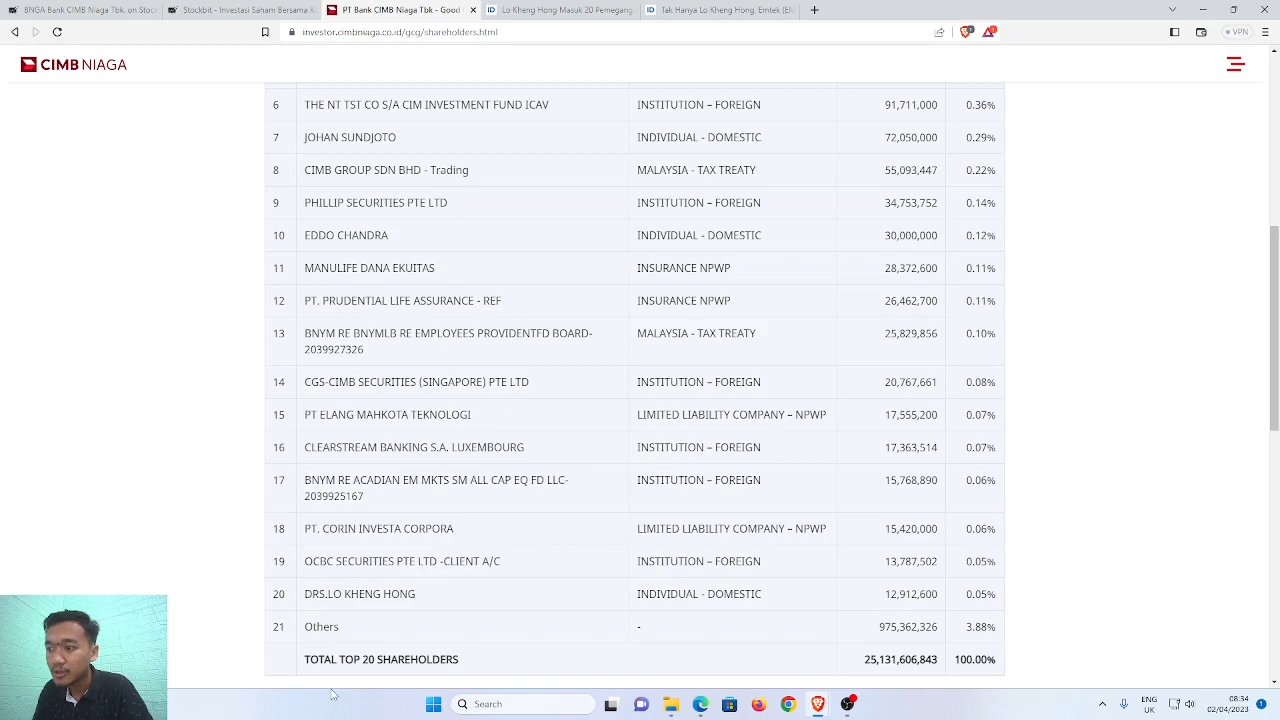 BNGA Bank CIMB Niaga Tbk. on Stock
Stockbit - Investasi Saham Bersama K
PT Bank CIMB Niaga Tbk - Good
Lo Kheng Hong Masuk 20 Pemegang
Tak Hanya Lo Kheng Hong, Emtek (EM
investor.cimbniaga.co.id/gcg/shareholders.html
VPN
CIMB NIAGA
6 THE NT TST CO S/A CIM INVESTMENT FUND ICAV INSTITUTION – FOREIGN 91,711,000 0.36%
7 JOHAN SUNDJOTO INDIVIDUAL - DOMESTIC 72,050,000 0.29%
8 CIMB GROUP SDN BHD - Trading MALAYSIA - TAX TREATY 55,093,447 0.22%
9 PHILLIP SECURITIES PTE LTD INSTITUTION – FOREIGN 34,753,752 0.14%
10 EDDO CHANDRA INDIVIDUAL - DOMESTIC 30,000,000 0.12%
11 MANULIFE DANA EKUITAS INSURANCE NPWP 28,372,600 0.11%
12 PT. PRUDENTIAL LIFE ASSURANCE - REF INSURANCE NPWP 26,462,700 0.11%
13 BNYM RE BNYMLB RE EMPLOYEES PROVIDENTFD BOARD- MALAYSIA - TAX TREATY 25,829,856 0.10%
2039927326
14 CGS-CIMB SECURITIES (SINGAPORE) PTE LTD INSTITUTION – FOREIGN 20,767,661 0.08%
15 PT ELANG MAHKOTA TEKNOLOGI LIMITED LIABILITY COMPANY – NPWP 17,555,200 0.07%
16 CLEARSTREAM BANKING S.A. LUXEMBOURG INSTITUTION – FOREIGN 17,363,514 0.07%
17 BNYM RE ACADIAN EM MKTS SM ALL CAP EQ FD LLC- INSTITUTION – FOREIGN 15,768,890 0.06%
2039925167
18 PT. CORIN INVESTA CORPORA LIMITED LIABILITY COMPANY – NPWP 15,420,000 0.06%
19 OCBC SECURITIES PTE LTD -CLIENT A/C INSTITUTION – FOREIGN 13,787,502 0.05%
20 DRS.LO KHENG HONG INDIVIDUAL - DOMESTIC 12,912,600 0.05%
21 Others - 975,362,326 3.88%
TOTAL TOP 20 SHAREHOLDERS 25,131,606,843 100.00%
Search
ENG
UK
08:34
02/04/2023